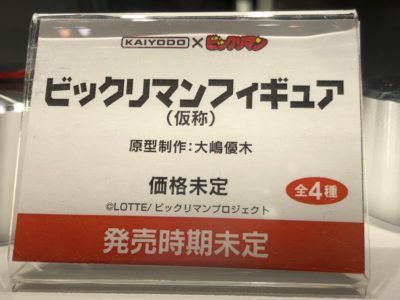 KAIYODO×ビックリマン
ビックリマンフィギュア
(仮称)
原型制作：大嶋優木
価格未定
全4種
©LOTTE/ビックリマンプロジェクト
発売時期未定